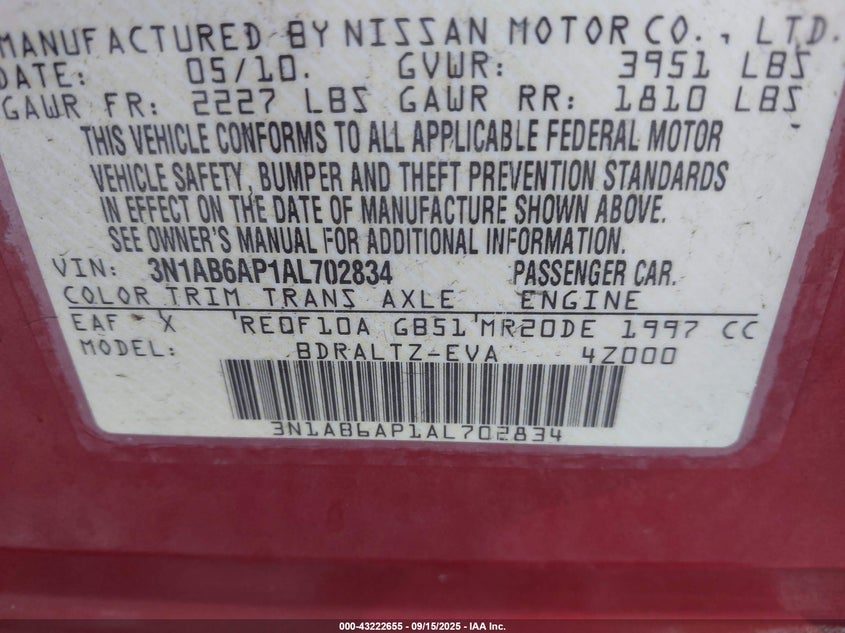 MANUFACTURED BY NISSAN MOTOR CO., LTD.
DATE: 05/10. GVWR: 3951 LBS
GAWR FR: 2227 LBS GAWR RR: 1810 LBS
THIS VEHICLE CONFORMS TO ALL APPLICABLE FEDERAL MOTOR
VEHICLE SAFETY, BUMPER AND THEFT PREVENTION STANDARDS
IN EFFECT ON THE DATE OF MANUFACTURE SHOWN ABOVE.
SEE OWNER'S MANUAL FOR ADDITIONAL INFORMATION.
VIN: 3N1AB6AP1AL702834 PASSENGER CAR.
COLOR TRIM TRANS AXLE ENGINE
EAF X RE0F10A GB51 MR20DE 1997 CC
MODEL: BDRALTZ-EVA 4Z000
3N1AB6AP1AL702834
000-43222655 - 09/15/2025 - IAA Inc.